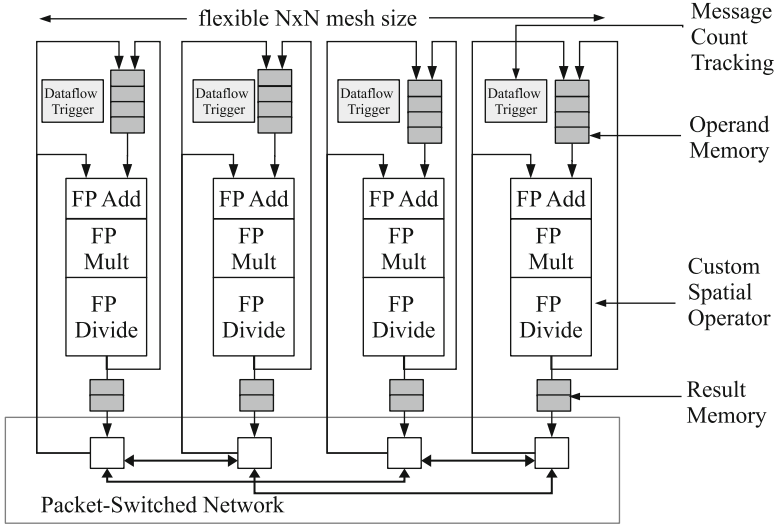 flexible NxN mesh size
Message
Count
Tracking
Dataflow
Trigger
Dataflow
Trigger
Dataflow
Trigger
Dataflow
Trigger
Operand
Memory
FP Add
FP Add
FP Add
FP Add
FP
Mult
FP
Mult
FP
Mult
FP
Mult
FP
Divide
FP
Divide
FP
Divide
FP
Divide
Custom
Spatial
Operator
Result
Memory
Packet-Switched Network